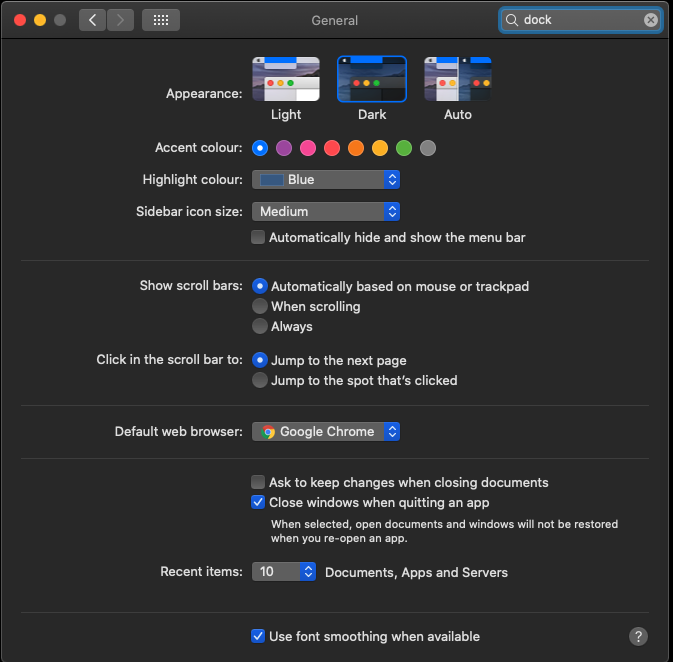 General
dock
Appearance:
Light
Dark
Auto
Accent colour:
Highlight colour: Blue
Sidebar icon size: Medium
Automatically hide and show the menu bar
Show scroll bars: Automatically based on mouse or trackpad
When scrolling
Always
Click in the scroll bar to: Jump to the next page
Jump to the spot that's clicked
Default web browser: Google Chrome
Ask to keep changes when closing documents
Close windows when quitting an app
When selected, open documents and windows will not be restored
when you re-open an app.
Recent items: 10 Documents, Apps and Servers
Use font smoothing when available
?